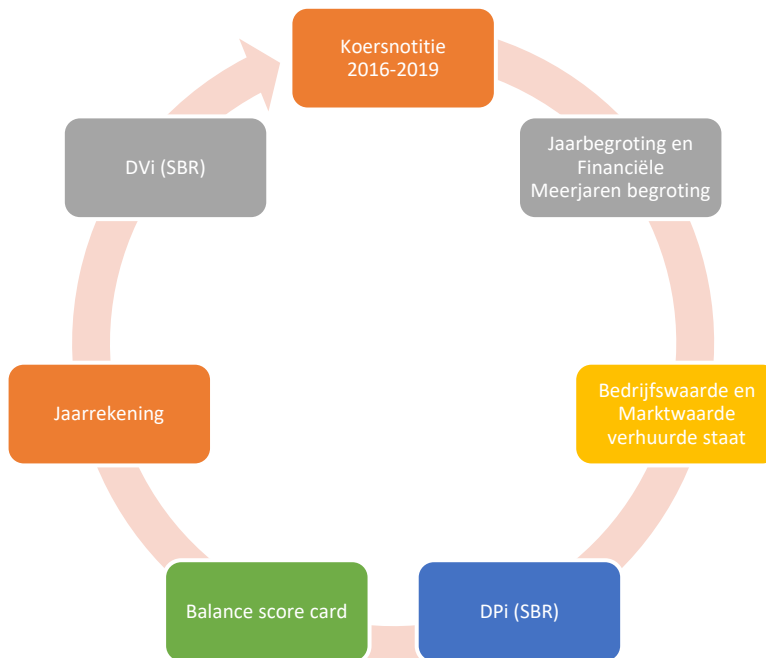 Koersnotitie
2016-2019
Jaarbegroting en
Financiële
Meerjaren begroting
Bedrijfswaarde en
Marktwaarde
verhuurde staat
DPi (SBR)
Balance score card
Jaarrekening
DVi (SBR)